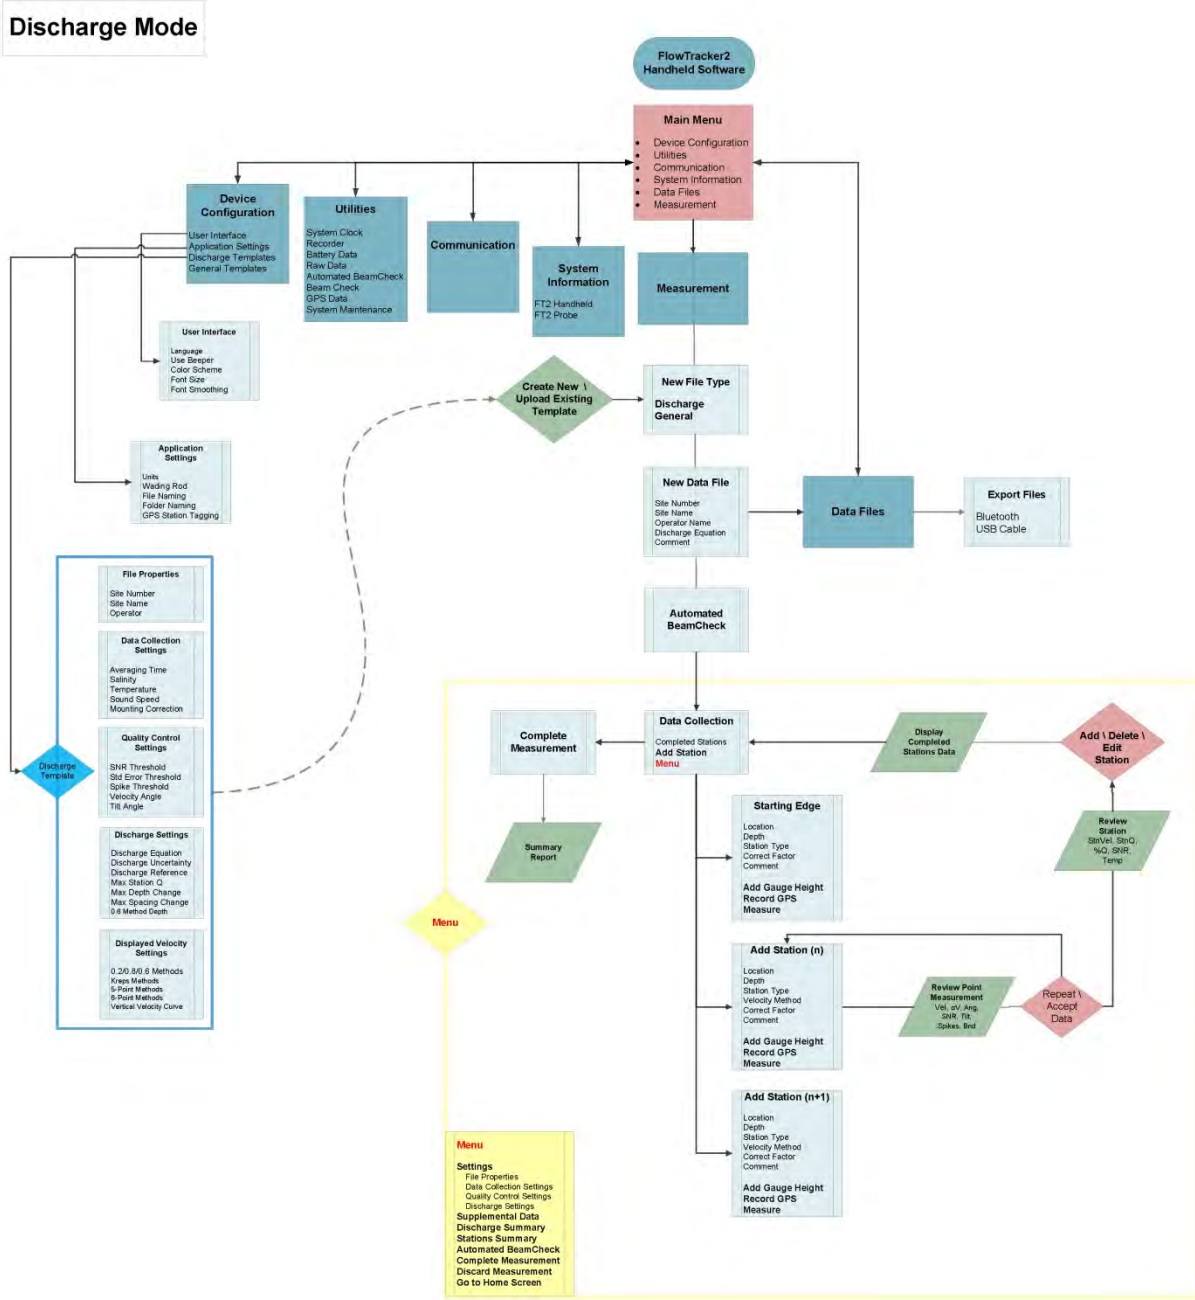 Discharge Mode
FlowTracker2
Handheld Software
Main Menu
• Device Configuration
• Utilities
• Communication
• System Information
• Data Files
• Measurement
Device
Configuration
User Interface
Application Settings
Discharge Templates
General Templates
Utilities
System Clock
Recorder
Battery Data
Raw Data
Automated BeamCheck
Beam Check
GPS Data
System Maintenance
Communication
System
Information
FT2 Handheld
FT2 Probe
Measurement
User Interface
Language
Use Beeper
Color Scheme
Font Size
Font Smoothing
Create New \
Upload Existing
Template
New File Type
Discharge
General
Application
Settings
Units
Wading Rod
File Naming
Folder Naming
GPS Station Tagging
New Data File
Site Number
Site Name
Operator Name
Discharge Equation
Comment
Data Files
Export Files
Bluetooth
USB Cable
Automated
BeamCheck
Discharge
Template
File Properties
Site Number
Site Name
Operator
Data Collection
Settings
Averaging Time
Salinity
Temperature
Sound Speed
Mounting Correction
Quality Control
Settings
SNR Threshold
Std Error Threshold
Spike Threshold
Velocity Angle
Tilt Angle
Discharge Settings
Discharge Equation
Discharge Uncertainty
Discharge Reference
Max Station Q
Max Depth Change
Max Spacing Change
0.6 Method Depth
Displayed Velocity
Settings
0.2/0.8/0.6 Methods
Kreps Methods
5-Point Methods
6-Point Methods
Vertical Velocity Curve
Complete
Measurement
Data Collection
Completed Stations
Add Station
Menu
Display
Completed
Stations Data
Add \ Delete \
Edit
Station
Summary
Report
Starting Edge
Location
Depth
Station Type
Correct Factor
Comment
Add Gauge Height
Record GPS
Measure
Review
Station
StnVel, StnQ,
%Q, SNR,
Temp
Menu
Add Station (n)
Location
Depth
Station Type
Velocity Method
Correct Factor
Comment
Add Gauge Height
Record GPS
Measure
Review Point
Measurement
Vel, σV, Ang,
SNR, Tilt,
Spikes, Bnd
Repeat \
Accept
Data
Add Station (n+1)
Location
Depth
Station Type
Velocity Method
Correct Factor
Comment
Add Gauge Height
Record GPS
Measure
Menu
Settings
File Properties
Data Collection Settings
Quality Control Settings
Discharge Settings
Supplemental Data
Discharge Summary
Stations Summary
Automated BeamCheck
Complete Measurement
Discard Measurement
Go to Home Screen